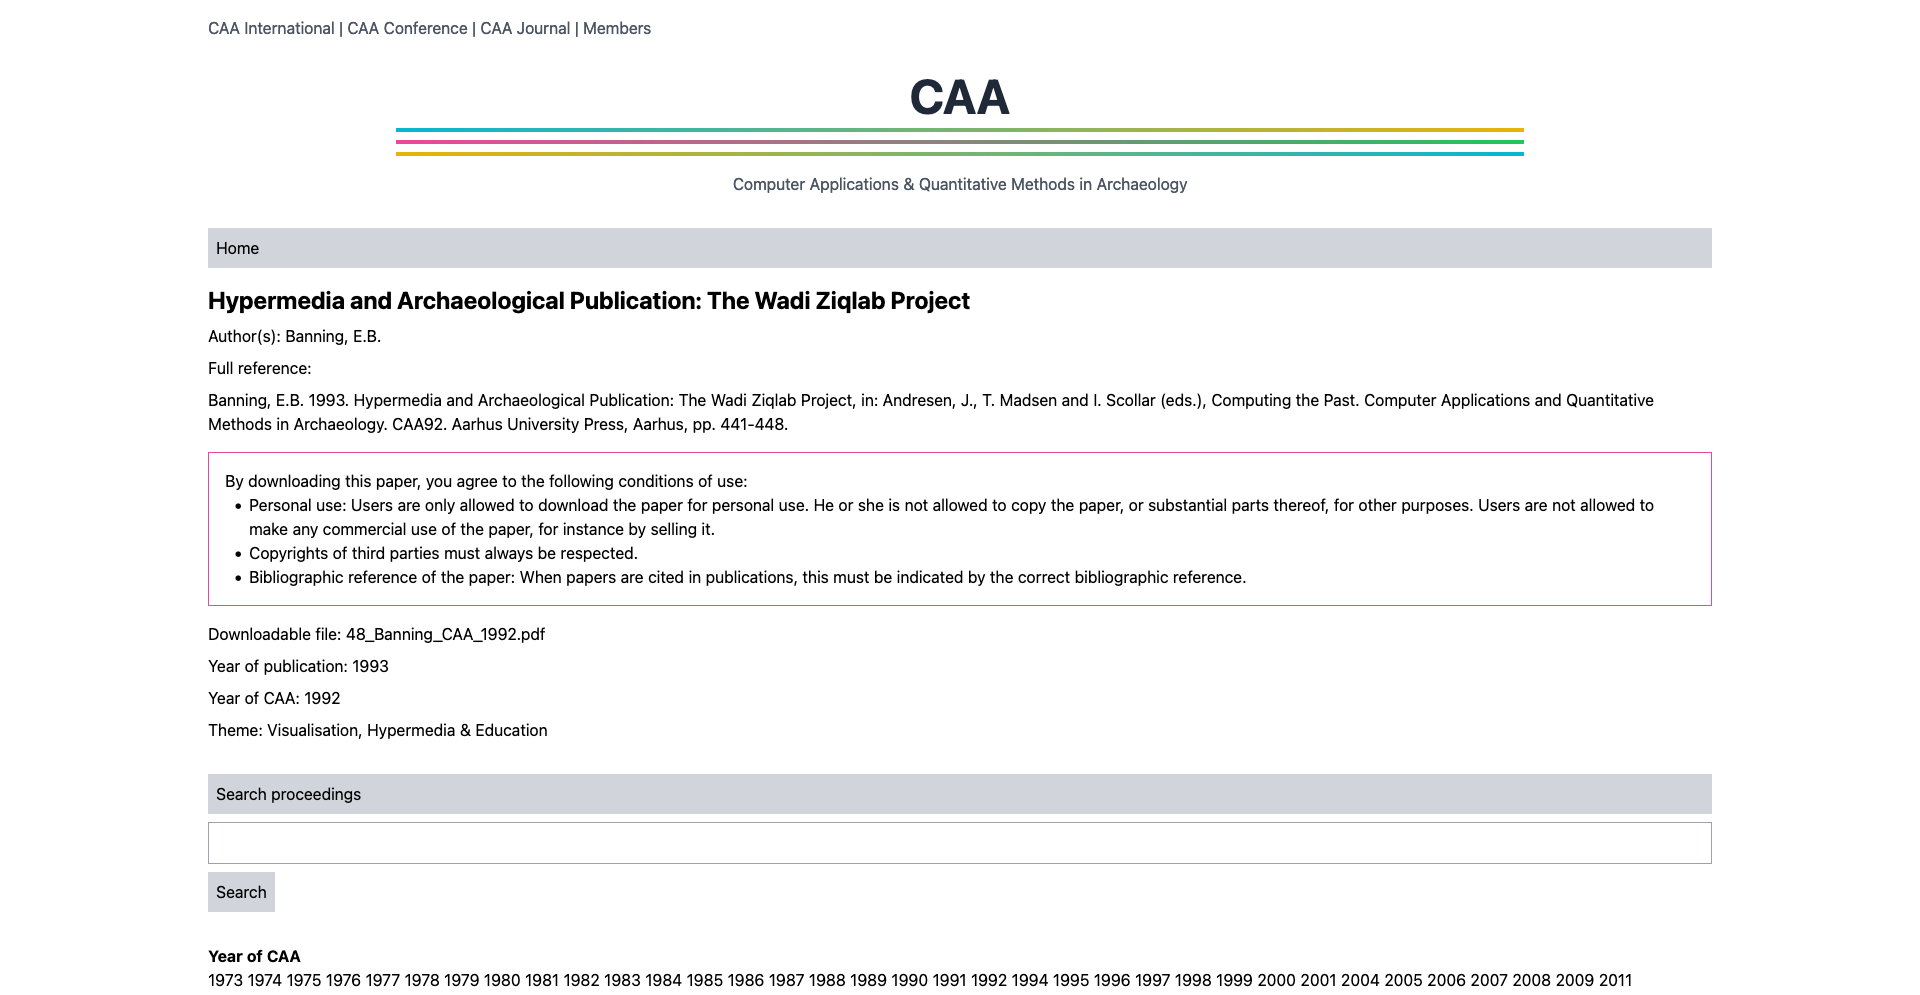 CAA International | CAA Conference | CAA Journal | Members
CAA
Computer Applications & Quantitative Methods in Archaeology
Home
Hypermedia and Archaeological Publication: The Wadi Ziqlab Project
Author(s): Banning, E.B.
Full reference:
Banning, E.B. 1993. Hypermedia and Archaeological Publication: The Wadi Ziqlab Project, in: Andresen, J., T. Madsen and I. Scollar (eds.), Computing the Past. Computer Applications and Quantitative
Methods in Archaeology. CAA92. Aarhus University Press, Aarhus, pp. 441-448.
By downloading this paper, you agree to the following conditions of use:
• Personal use: Users are only allowed to download the paper for personal use. He or she is not allowed to copy the paper, or substantial parts thereof, for other purposes. Users are not allowed to
make any commercial use of the paper, for instance by selling it.
• Copyrights of third parties must always be respected.
• Bibliographic reference of the paper: When papers are cited in publications, this must be indicated by the correct bibliographic reference.
Downloadable file: 48_Banning_CAA_1992.pdf
Year of publication: 1993
Year of CAA: 1992
Theme: Visualisation, Hypermedia & Education
Search proceedings
Search
Year of CAA
1973 1974 1975 1976 1977 1978 1979 1980 1981 1982 1983 1984 1985 1986 1987 1988 1989 1990 1991 1992 1994 1995 1996 1997 1998 1999 2000 2001 2004 2005 2006 2007 2008 2009 2011